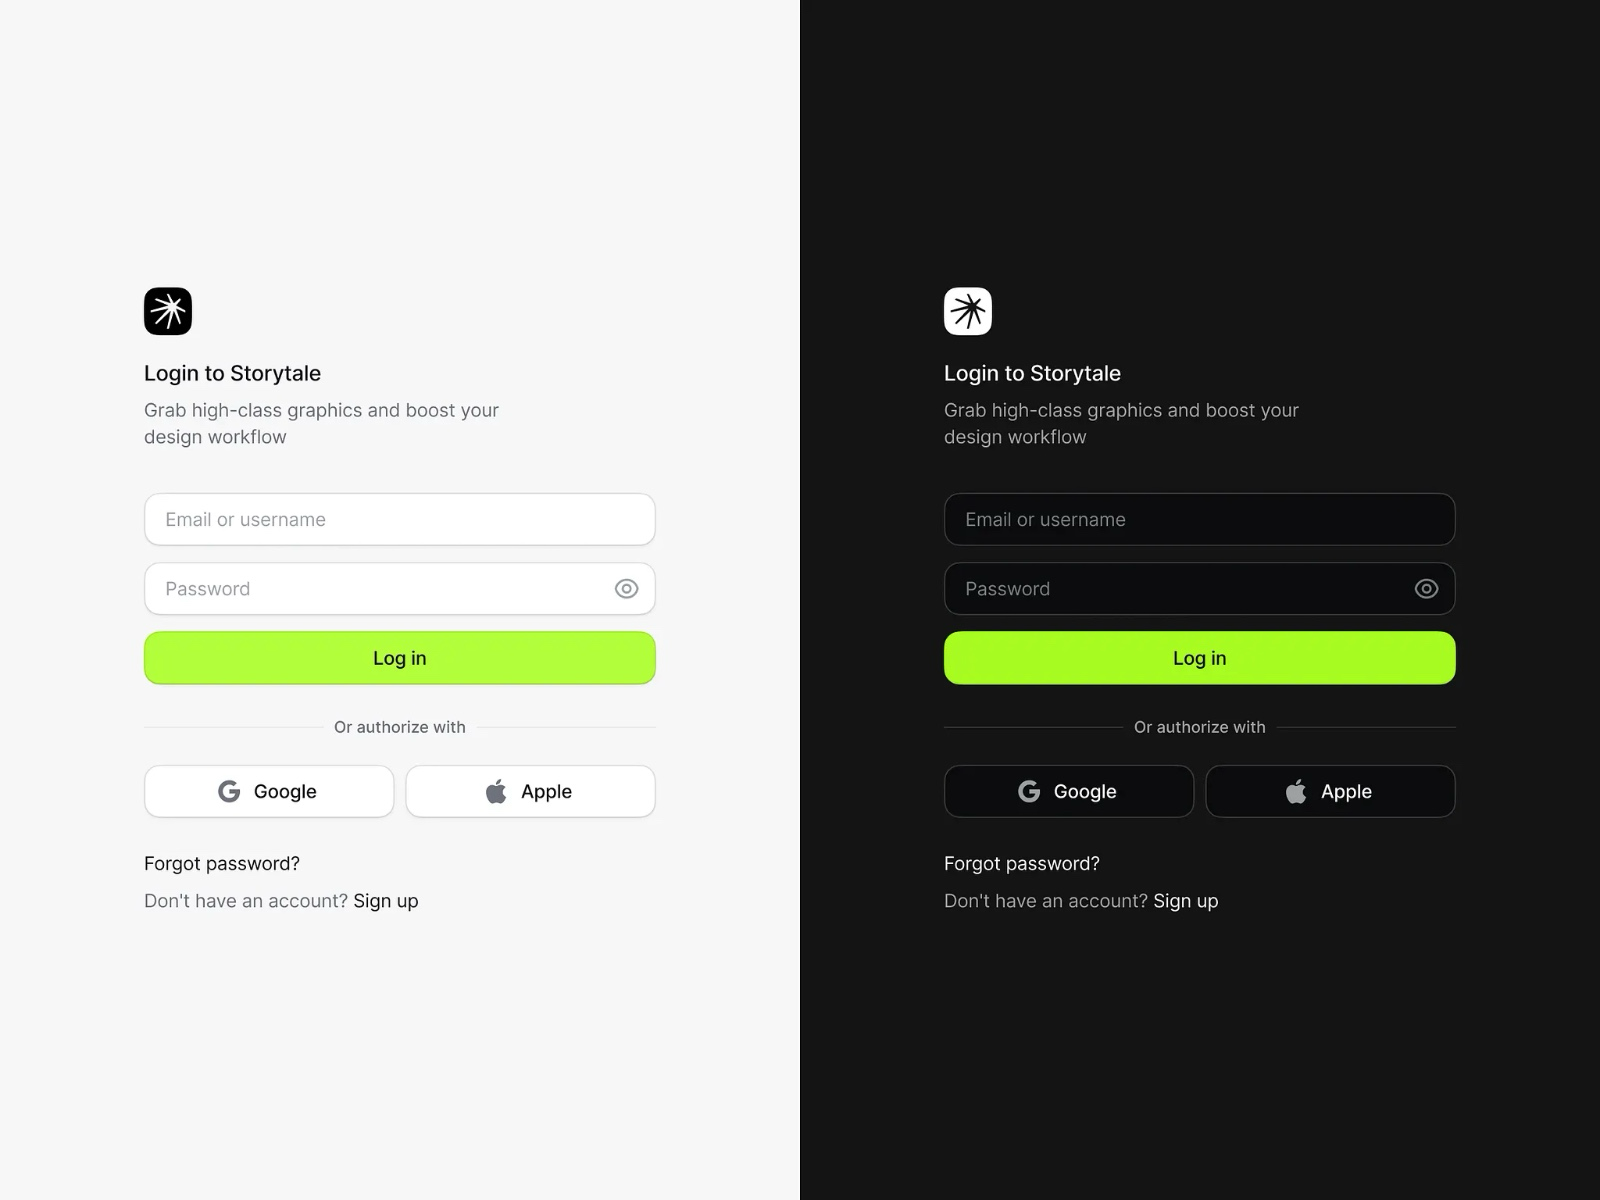 Login to Storytale
Grab high-class graphics and boost your
design workflow
Email or username
Password
Log in
Or authorize with
Google
Apple
Forgot password?
Don't have an account? Sign up
Login to Storytale
Grab high-class graphics and boost your
design workflow
Email or username
Password
Log in
Or authorize with
Google
Apple
Forgot password?
Don't have an account? Sign up